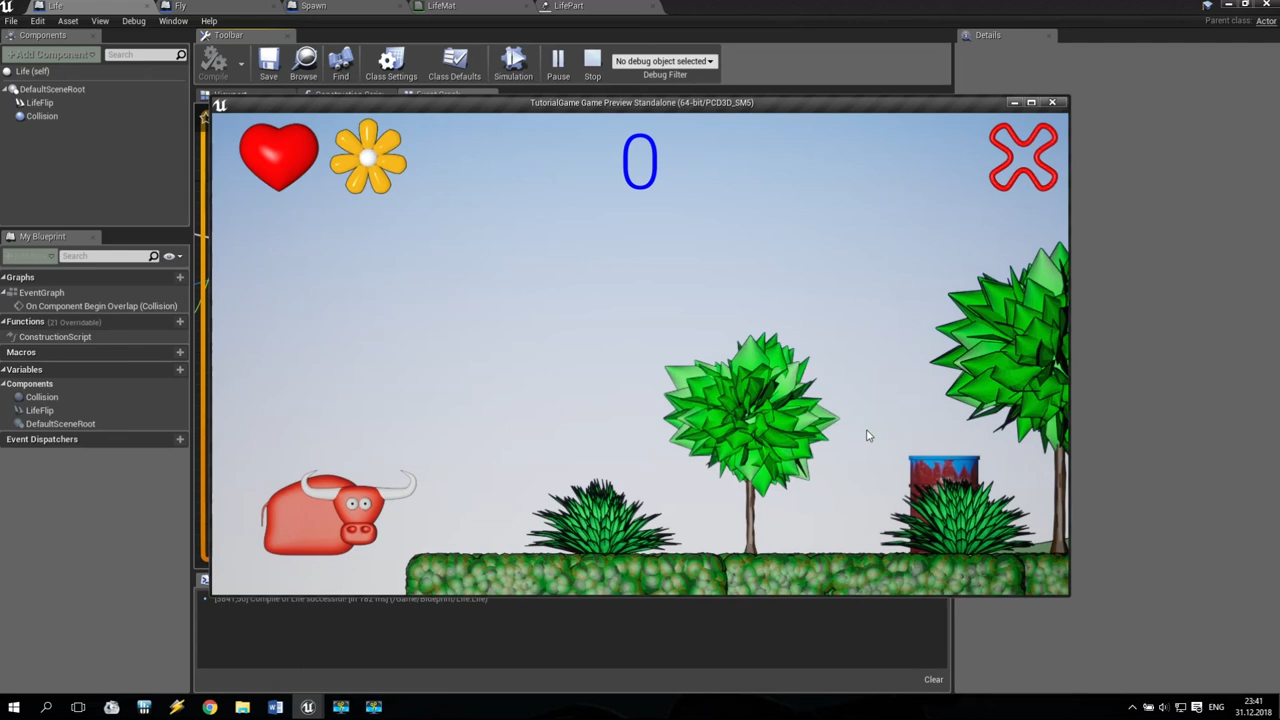 Life
Fly
Spawn
LifeMat
LifePart
File Edit Asset View Debug Window Help
Parent class: Actor
Components
Toolbar
Details
+Add Component
Search
Life (self)
DefaultSceneRoot
LifeFlip
Collision
Compile
Save
Browse
Find
Class Settings
Class Defaults
Simulation
Pause
Stop
No debug object selected
Debug Filter
TutorialGame Game Preview Standalone (64-bit/PCD3D_SM5)
0
My Blueprint
Search
Graphs
EventGraph
On Component Begin Overlap (Collision)
Functions (21 Overridable)
ConstructionScript
Macros
Variables
Components
Collision
LifeFlip
DefaultSceneRoot
Event Dispatchers
Clear
ENG
23:41
31.12.2018